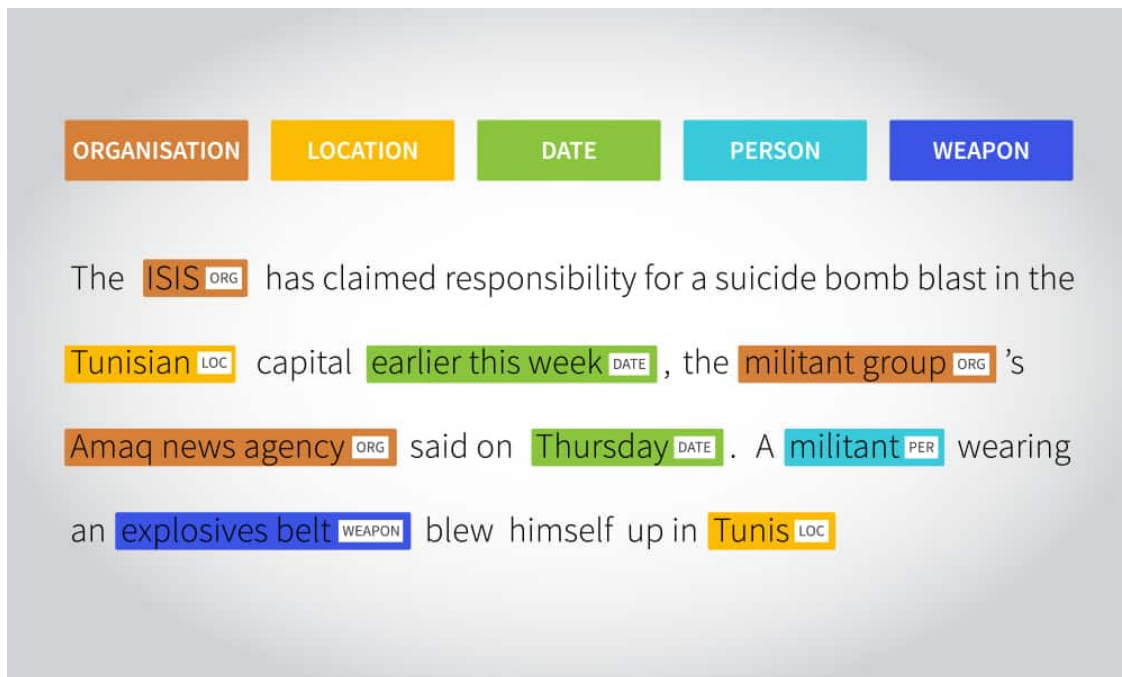 ORGANISATION LOCATION DATE PERSON WEAPON
The ISIS ORG has claimed responsibility for a suicide bomb blast in the
Tunisian LOC capital earlier this week DATE , the militant group ORG 's
Amaq news agency ORG said on Thursday DATE . A militant PER wearing
an explosives belt WEAPON blew himself up in Tunis LOC